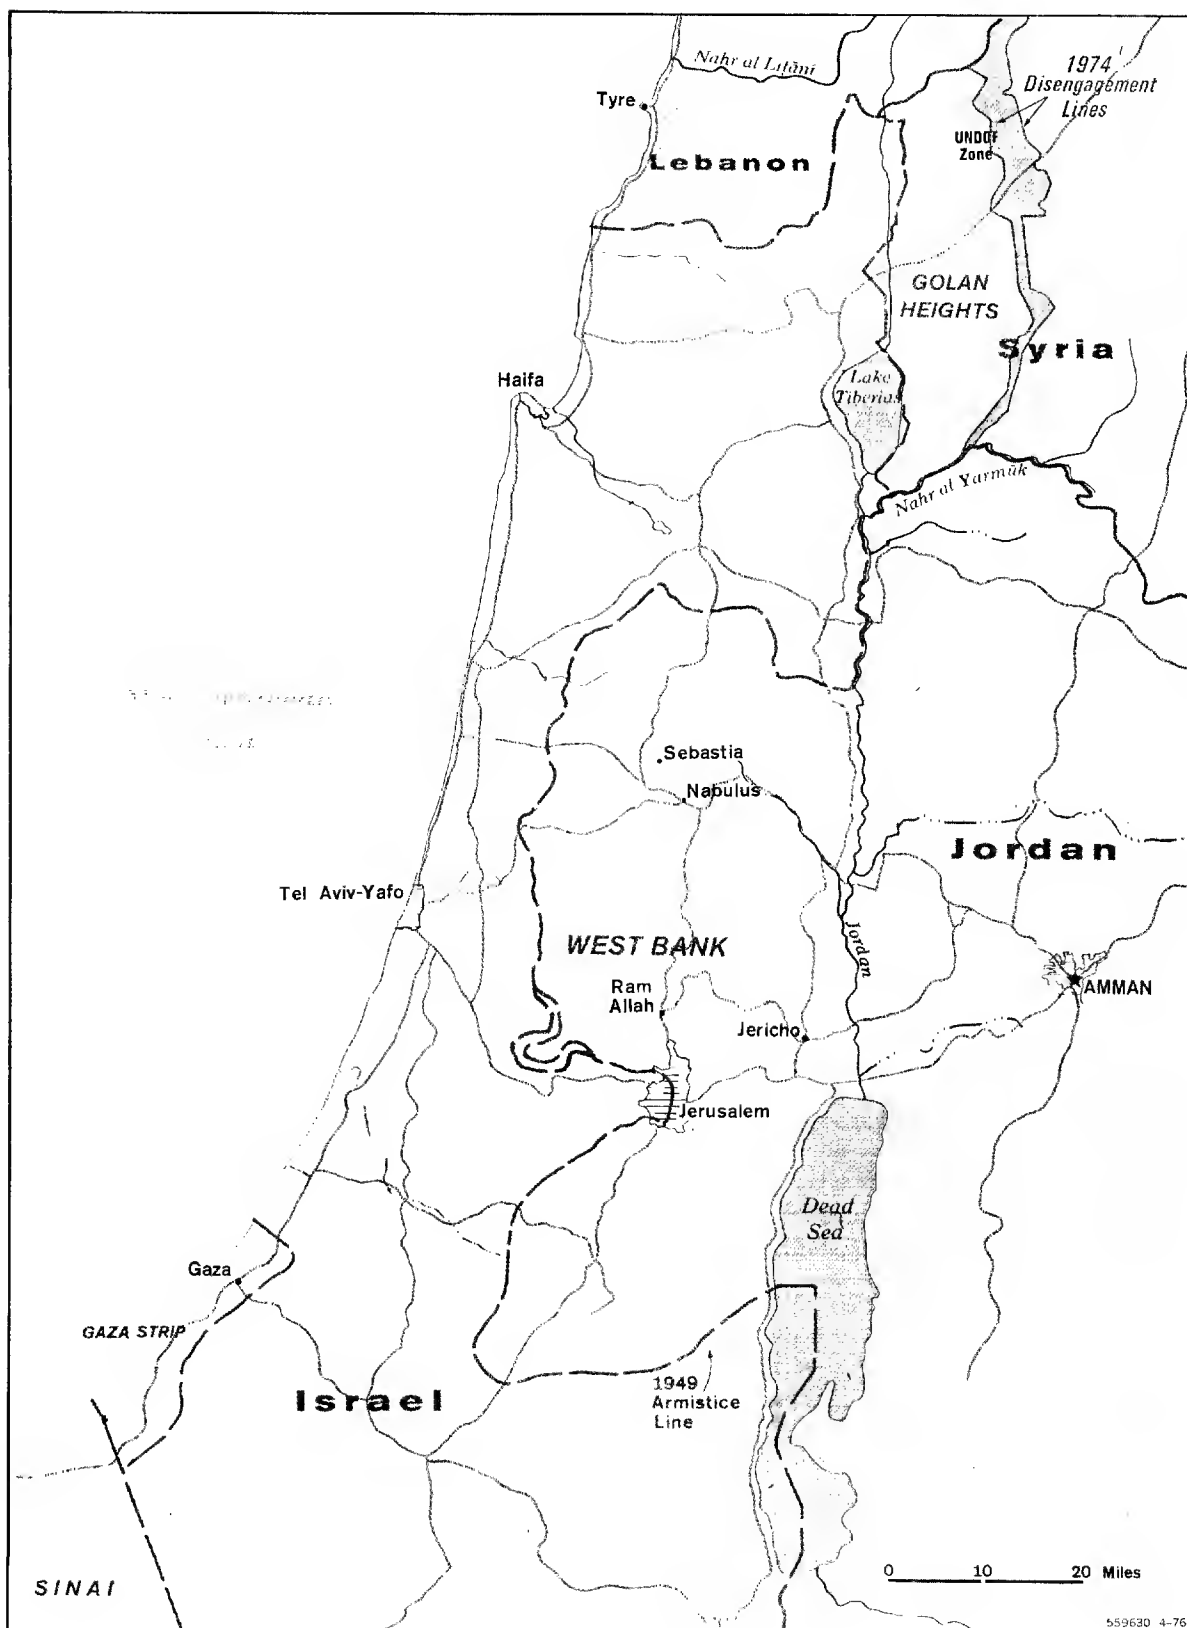 Nahr al Līṭānī
1974
Disengagement
Lines
Tyre
UNDOF
Zone
Lebanon
GOLAN
HEIGHTS
Syria
Haifa
Lake
Tiberias
Nahr al Yarmūk
Sebastia
Nabulus
Jordan
Tel Aviv-Yafo
WEST BANK
Jordan
Ram
Allah
AMMAN
Jericho
Jerusalem
Dead
Sea
Gaza
GAZA STRIP
1949
Armistice
Line
Israel
0 10 20 Miles
SINAI
559630 4-76